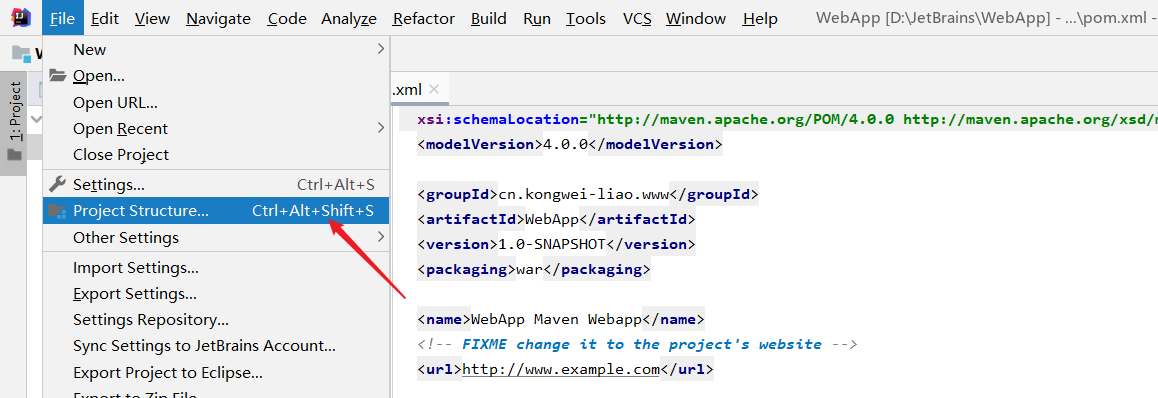 File Edit View Navigate Code Analyze Refactor Build Run Tools VCS Window Help WebApp [D:\JetBrains\WebApp] - ...\pom.xml -
1: Project
New
Open...
Open URL...
Open Recent
Close Project
Settings... Ctrl+Alt+S
Project Structure... Ctrl+Alt+Shift+S
Other Settings
Import Settings...
Export Settings...
Settings Repository...
Sync Settings to JetBrains Account...
Export Project to Eclipse...
Export to Zip File
.xml
xsi:schemaLocation="http://maven.apache.org/POM/4.0.0 http://maven.apache.org/xsd/
<modelVersion>4.0.0</modelVersion>
<groupId>cn.kongwei-liao.www</groupId>
<artifactId>WebApp</artifactId>
<version>1.0-SNAPSHOT</version>
<packaging>war</packaging>
<name>WebApp Maven Webapp</name>
<!-- FIXME change it to the project's website -->
<url>http://www.example.com</url>